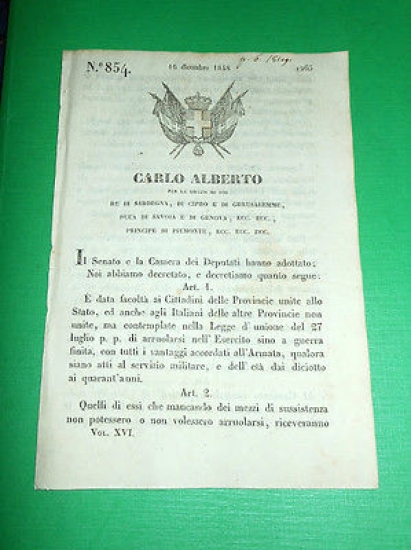 N.° 854.
16 dicembre 1848
1365
CARLO ALBERTO
PER LA GRAZIA DI DIO
RE DI SARDEGNA, DI CIPRO E DI GERUSALEMME,
DUCA DI SAVOIA E DI GENOVA, ECC. ECC.,
PRINCIPE DI PIEMONTE, ECC. ECC. ECC.
Il Senato e la Camera dei Deputati hanno adottato;
Noi abbiamo decretato, e decretiamo quanto segue:
Art. 1.
È data facoltà ai Cittadini delle Provincie unite allo
Stato, ed anche agli Italiani delle altre Provincie non
unite, ma contemplate nella Legge d'unione del 27
luglio p. p. di arruolarsi nell'Esercito sino a guerra
finita, con tutti i vantaggi accordati all'Armata, qualora
siano atti al servizio militare, e dell'età dai diciotto
ai quarant'anni.
Art. 2.
Quelli di essi che mancando dei mezzi di sussistenza
non potessero o non volessero arruolarsi, riceveranno
Vol. XVI.